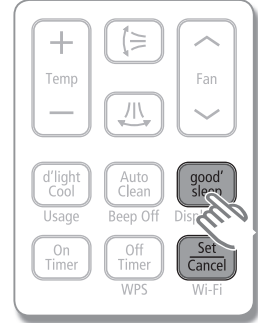 Temp
Fan
d'light Auto good'
Cool Clean sleep
Usage Beep Off
On Off Set
Timer Timer Cancel
WPS Wi-Fi